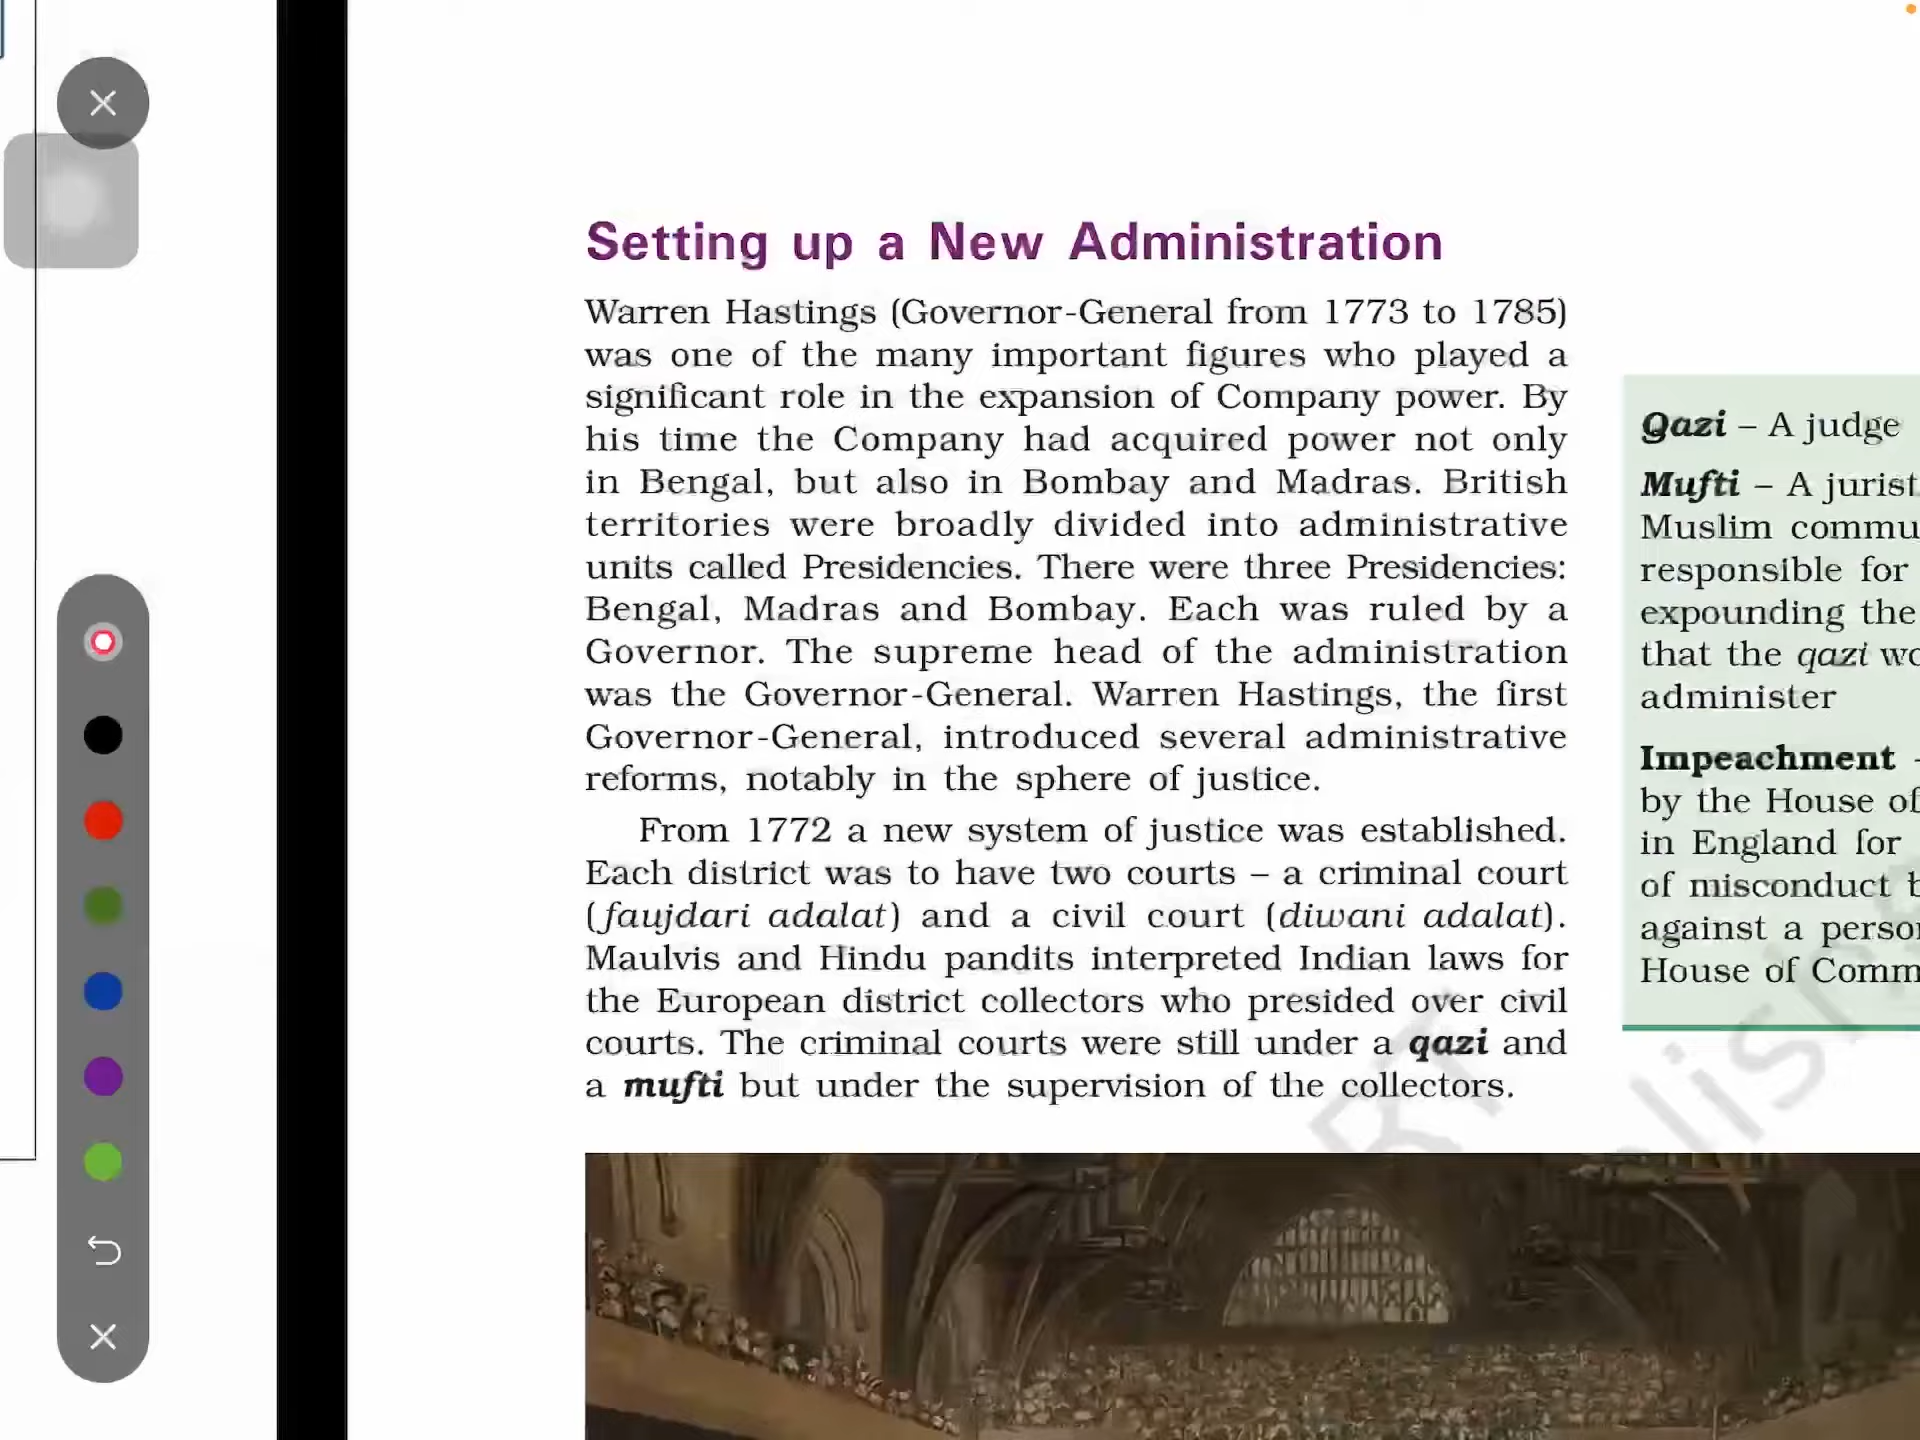 Setting up a New Administration
Warren Hastings (Governor-General from 1773 to 1785)
was one of the many important figures who played a
significant role in the expansion of Company power. By
his time the Company had acquired power not only
in Bengal, but also in Bombay and Madras. British
territories were broadly divided into administrative
units called Presidencies. There were three Presidencies:
Bengal, Madras and Bombay. Each was ruled by a
Governor. The supreme head of the administration
was the Governor-General. Warren Hastings, the first
Governor-General, introduced several administrative
reforms, notably in the sphere of justice.
From 1772 a new system of justice was established.
Each district was to have two courts – a criminal court
(faujdari adalat) and a civil court (diwani adalat).
Maulvis and Hindu pandits interpreted Indian laws for
the European district collectors who presided over civil
courts. The criminal courts were still under a qazi and
a mufti but under the supervision of the collectors.
Qazi – A judge
Mufti – A jurist
Muslim commu
responsible for
expounding the
that the qazi wo
administer
Impeachment –
by the House of
in England for
of misconduct b
against a perso
House of Comm